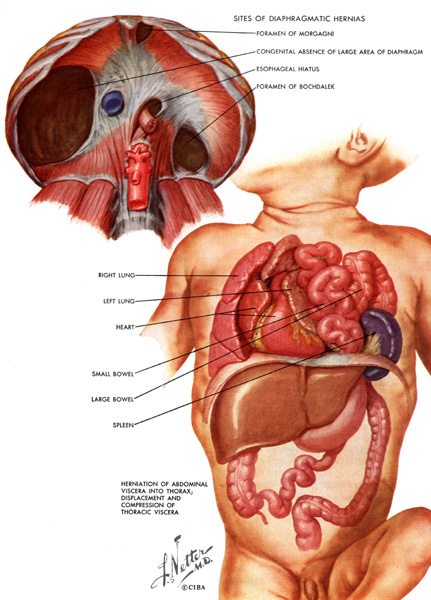 SITES OF DIAPHRAGMATIC HERNIAS
FORAMEN OF MORGAGNI
CONGENITAL ABSENCE OF LARGE AREA OF DIAPHRAGM
ESOPHAGEAL HIATUS
FORAMEN OF BOCHDALEK
RIGHT LUNG
LEFT LUNG
HEART
SMALL BOWEL
LARGE BOWEL
SPLEEN
HERNIATION OF ABDOMINAL
VISCERA INTO THORAX;
DISPLACEMENT AND
COMPRESSION OF
THORACIC VISCERA
F. Netter
M.D.
© CIBA